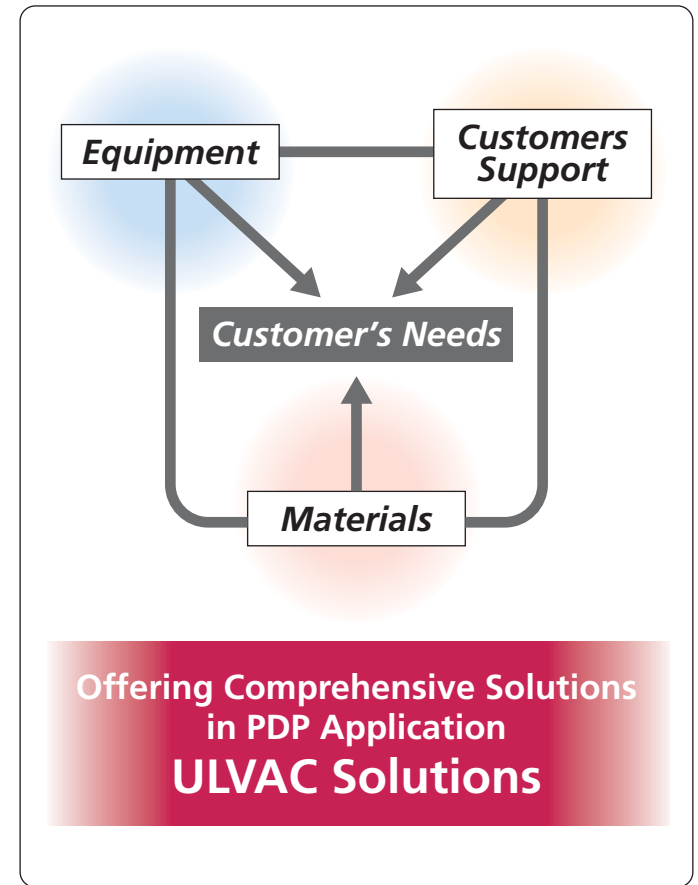 Equipment
Customers
Support
Customer’s Needs
Materials
Offering Comprehensive Solutions
in PDP Application
ULVAC Solutions